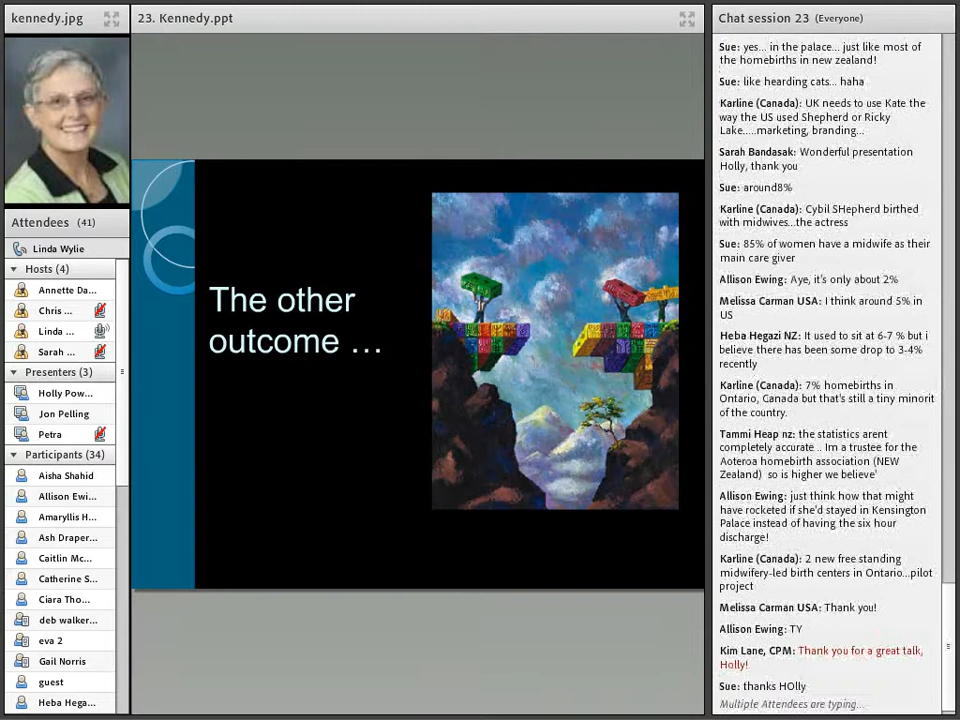 kennedy.jpg
23. Kennedy.ppt
Chat session 23 (Everyone)
Attendees (41)
Linda Wylie
Hosts (4)
Annette Da...
Chris ...
Linda ...
Sarah ...
Presenters (3)
Holly Pow...
Jon Pelling
Petra
Participants (34)
Aisha Shahid
Allison Ewi...
Amaryllis H...
Ash Draper...
Caitlin Mc...
Catherine S...
Ciara Tho...
deb walker...
eva 2
Gail Norris
guest
Heba Hega...
The other
outcome ...
Sue: yes... in the palace... just like most of
the homebirths in new zealand!
Sue: like hearding cats... haha
Karline (Canada): UK needs to use Kate the
way the US used Shepherd or Ricky
Lake.....marketing, branding...
Sarah Bandasak: Wonderful presentation
Holly, thank you
Sue: around8%
Karline (Canada): Cybil SHepherd birthed
with midwives...the actress
Sue: 85% of women have a midwife as their
main care giver
Allison Ewing: Aye, it's only about 2%
Melissa Carman USA: I think around 5% in
US
Heba Hegazi NZ: It used to sit at 6-7 % but i
believe there has been some drop to 3-4%
recently
Karline (Canada): 7% homebirths in
Ontario, Canada but that's still a tiny minorit
of the country.
Tammi Heap nz: the statistics arent
completely accurate .. Im a trustee for the
Aoteroa homebirth association (NEW
Zealand) so is higher we believe'
Allison Ewing: just think how that might
have rocketed if she'd stayed in Kensington
Palace instead of having the six hour
discharge!
Karline (Canada): 2 new free standing
midwifery-led birth centers in Ontario...pilot
project
Melissa Carman USA: Thank you!
Allison Ewing: TY
Kim Lane, CPM: Thank you for a great talk,
Holly!
Sue: thanks HOlly
Multiple Attendees are typing...